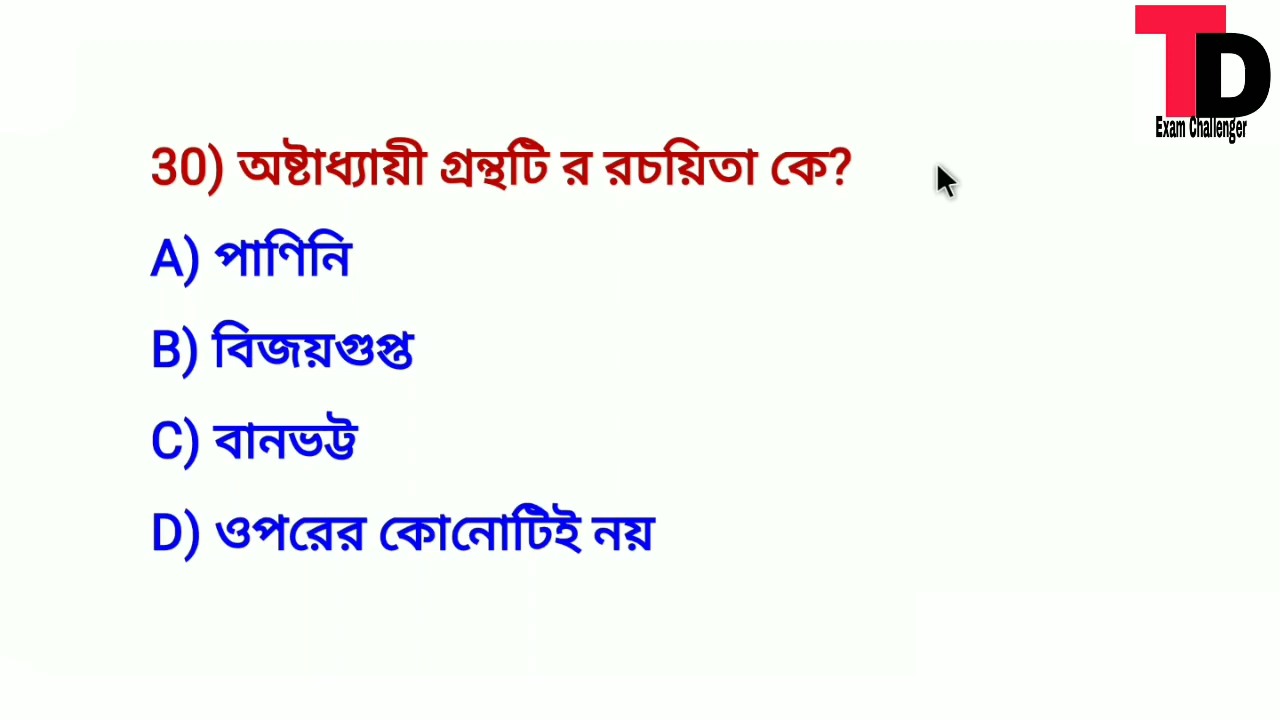 TD
Exam Challenger
30) অষ্টাধ্যায়ী গ্রন্থটি র রচয়িতা কে?
A) পাণিনি
B) বিজয়গুপ্ত
C) বানভট্ট
D) ওপরের কোনোটিই নয়